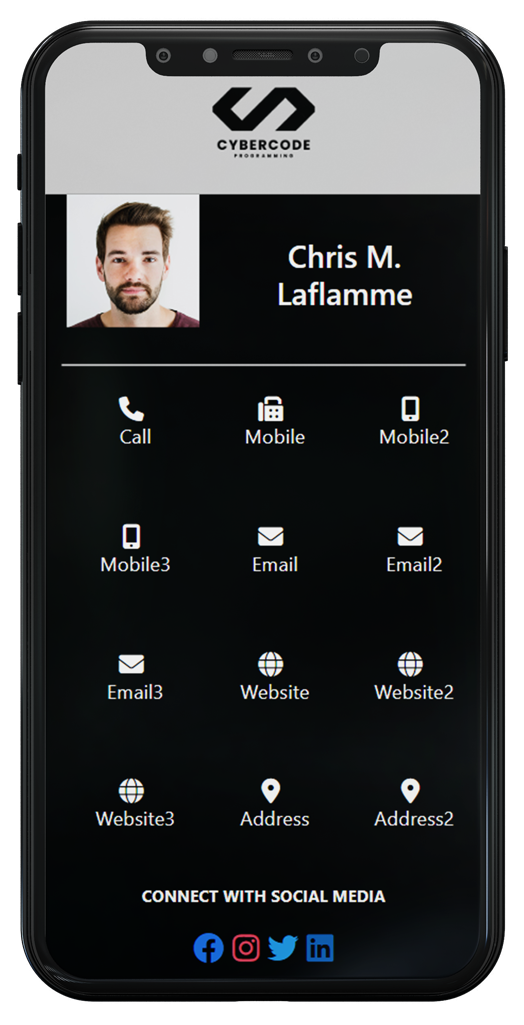 CYBERCODE
PROGRAMMING
Chris M.
Laflamme
Call Mobile Mobile2
Mobile3 Email Email2
Email3 Website Website2
Website3 Address Address2
CONNECT WITH SOCIAL MEDIA